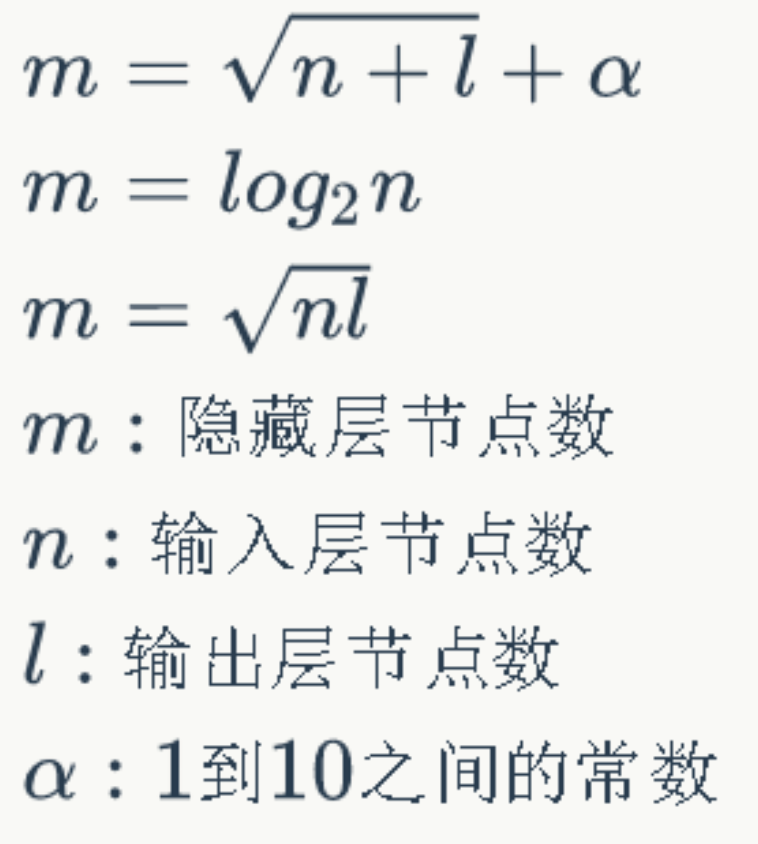 m = √(n + l) + α
m = log₂n
m = √(nl)
m : 隐藏层节点数
n : 输入层节点数
l : 输出层节点数
α : 1到10之间的常数